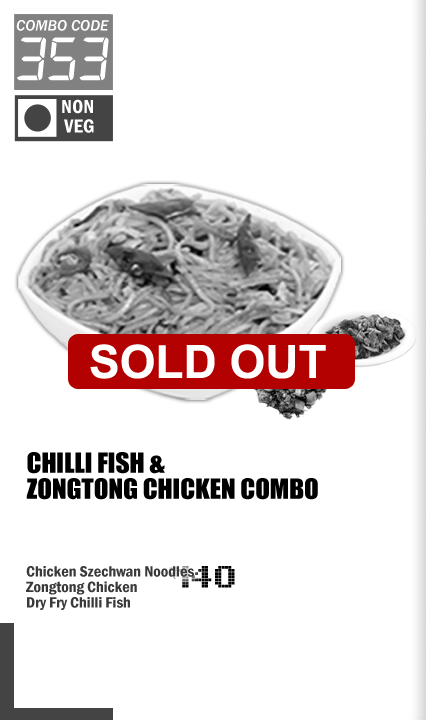 COMBO CODE
353
NON
VEG
SOLD OUT
CHILLI FISH &
ZONGTONG CHICKEN COMBO
Chicken Szechwan Noodles
140
Zongtong Chicken
Dry Fry Chilli Fish